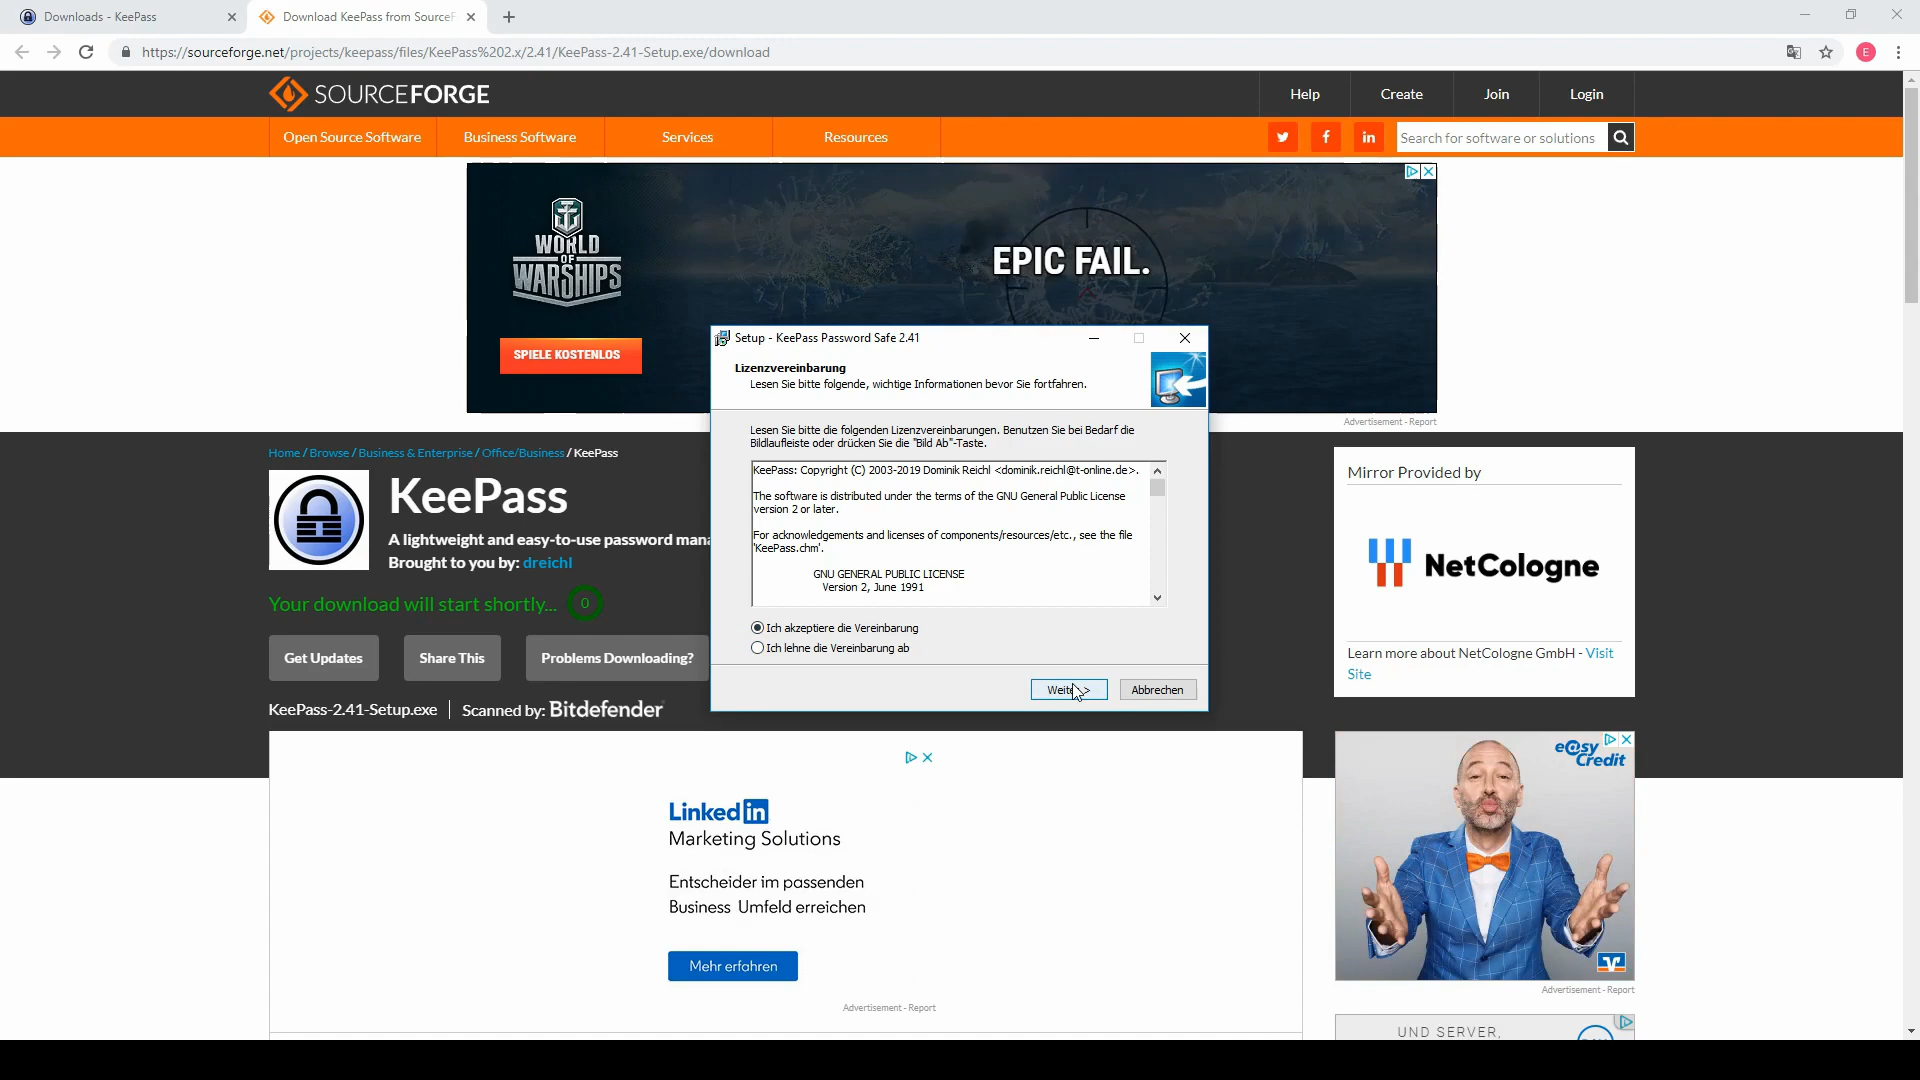 Downloads - KeePass
Download KeePass from SourceF
https://sourceforge.net/projects/keepass/files/KeePass%202.x/2.41/KeePass-2.41-Setup.exe/download
E
SOURCEFORGE
Help
Create
Join
Login
Open Source Software
Business Software
Services
Resources
Search for software or solutions
WORLD
OF
WARSHIPS
EPIC FAIL.
SPIELE KOSTENLOS
Advertisement - Report
Setup - KeePass Password Safe 2.41
Lizenzvereinbarung
Lesen Sie bitte folgende, wichtige Informationen bevor Sie fortfahren.
Lesen Sie bitte die folgenden Lizenzvereinbarungen. Benutzen Sie bei Bedarf die
Bildlaufleiste oder drücken Sie die "Bild Ab"-Taste.
KeePass: Copyright (C) 2003-2019 Dominik Reichl <dominik.reichl@t-online.de>.
The software is distributed under the terms of the GNU General Public License
version 2 or later.
For acknowledgements and licenses of components/resources/etc., see the file
'KeePass.chm'.
GNU GENERAL PUBLIC LICENSE
Version 2, June 1991
Ich akzeptiere die Vereinbarung
Ich lehne die Vereinbarung ab
Abbrechen
Home / Browse / Business & Enterprise / Office/Business / KeePass
KeePass
A lightweight and easy-to-use password mana
Brought to you by: dreichl
Your download will start shortly... 0
Get Updates
Share This
Problems Downloading?
KeePass-2.41-Setup.exe
Scanned by: Bitdefender
Mirror Provided by
NetCologne
Learn more about NetCologne GmbH - Visit
Site
Linked in
Marketing Solutions
Entscheider im passenden
Business Umfeld erreichen
Mehr erfahren
Advertisement - Report
e@sy
Credit
Advertisement - Report
UND SERVER,